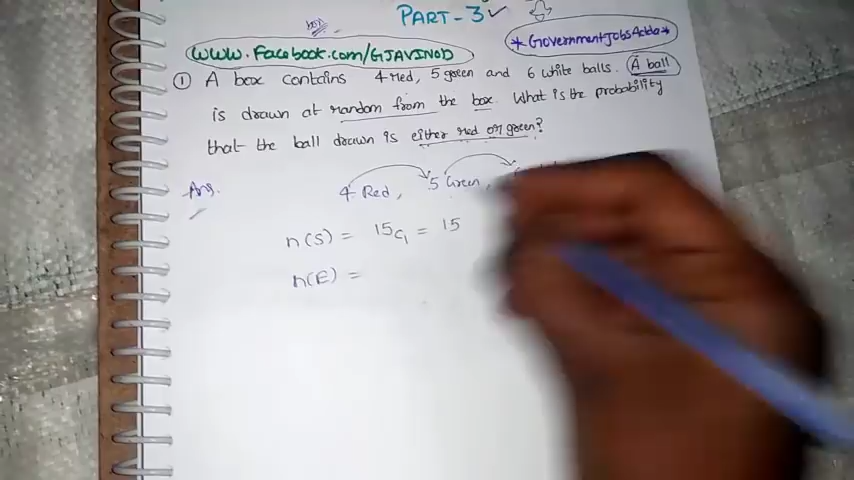 PART-3✓
box
www.Facebook.com/GJAVINOD
*GovernmentJobsAdda*
① A box contains 4 red, 5 green and 6 white balls. A ball
is drawn at random from the box. What is the probability
that the ball drawn is either red or green?
Ans.
4 Red, 5 Green,
n(S) = 15C1 = 15
n(E) =